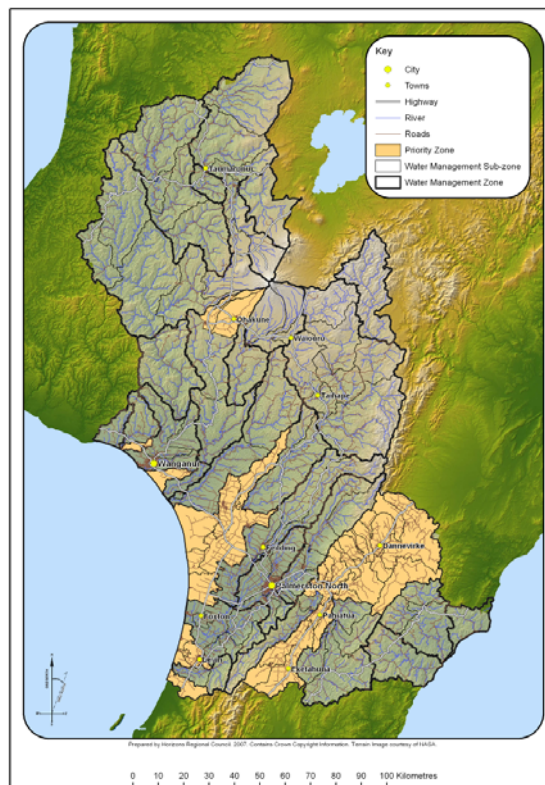 Key
City
Towns
Highway
River
Roads
Priority Zone
Water Management Sub-zone
Water Management Zone
Taumarunui
Ohakune
Waiouru
Taihape
Wanganui
Feilding
Dannevirke
Palmerston North
Foxton
Pahiatua
Levin
Eketahuna
Prepared by Horizons Regional Council. 2007. Contains Crown Copyright Information. Terrain Image courtesy of NASA.
0 10 20 30 40 50 60 70 80 90 100 Kilometres